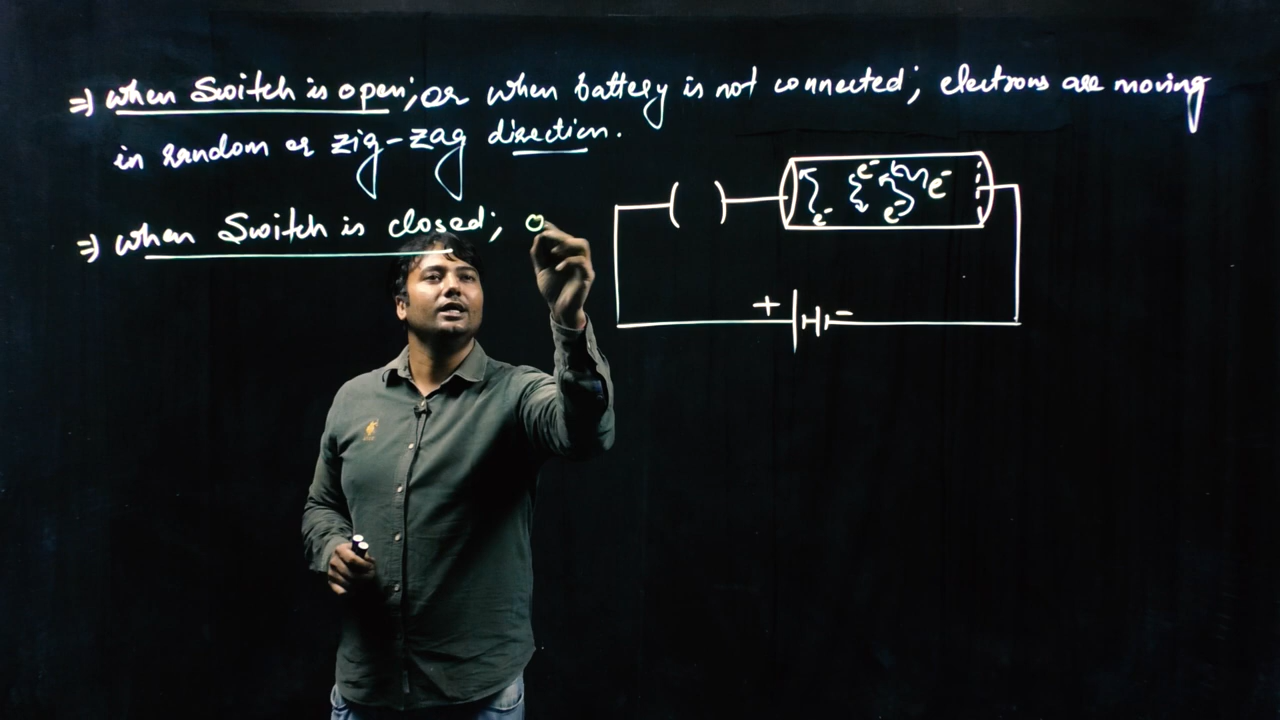 ⇒ when Switch is open; or when battery is not connected; electrons are moving
in random or zig-zag direction.
⇒ when Switch is closed; o
e⁻ e⁻ e⁻ e⁻
+ −